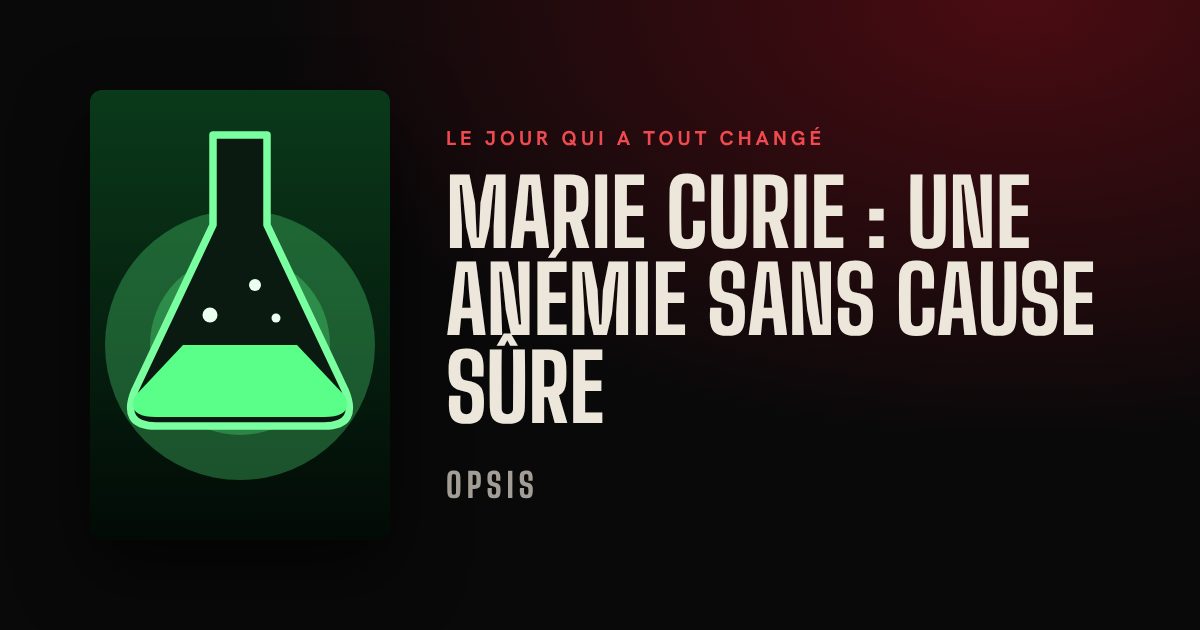 LE JOUR QUI A TOUT CHANGÉ
MARIE CURIE : UNE
ANÉMIE SANS CAUSE
SÛRE
OPSIS